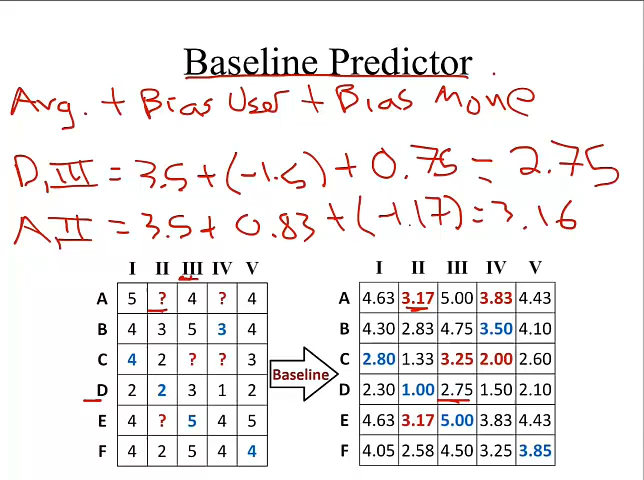 Baseline Predictor
Avg. + Bias User + Bias Movie
D,III = 3.5 + (-1.5) + 0.75 = 2.75
A,II = 3.5 + 0.83 + (-1.17) = 3.16
I II III IV V
A 5 ? 4 ? 4
B 4 3 5 3 4
C 4 2 ? ? 3
D 2 2 3 1 2
E 4 ? 5 4 5
F 4 2 5 4 4
Baseline
I II III IV V
A 4.63 3.17 5.00 3.83 4.43
B 4.30 2.83 4.75 3.50 4.10
C 2.80 1.33 3.25 2.00 2.60
D 2.30 1.00 2.75 1.50 2.10
E 4.63 3.17 5.00 3.83 4.43
F 4.05 2.58 4.50 3.25 3.85